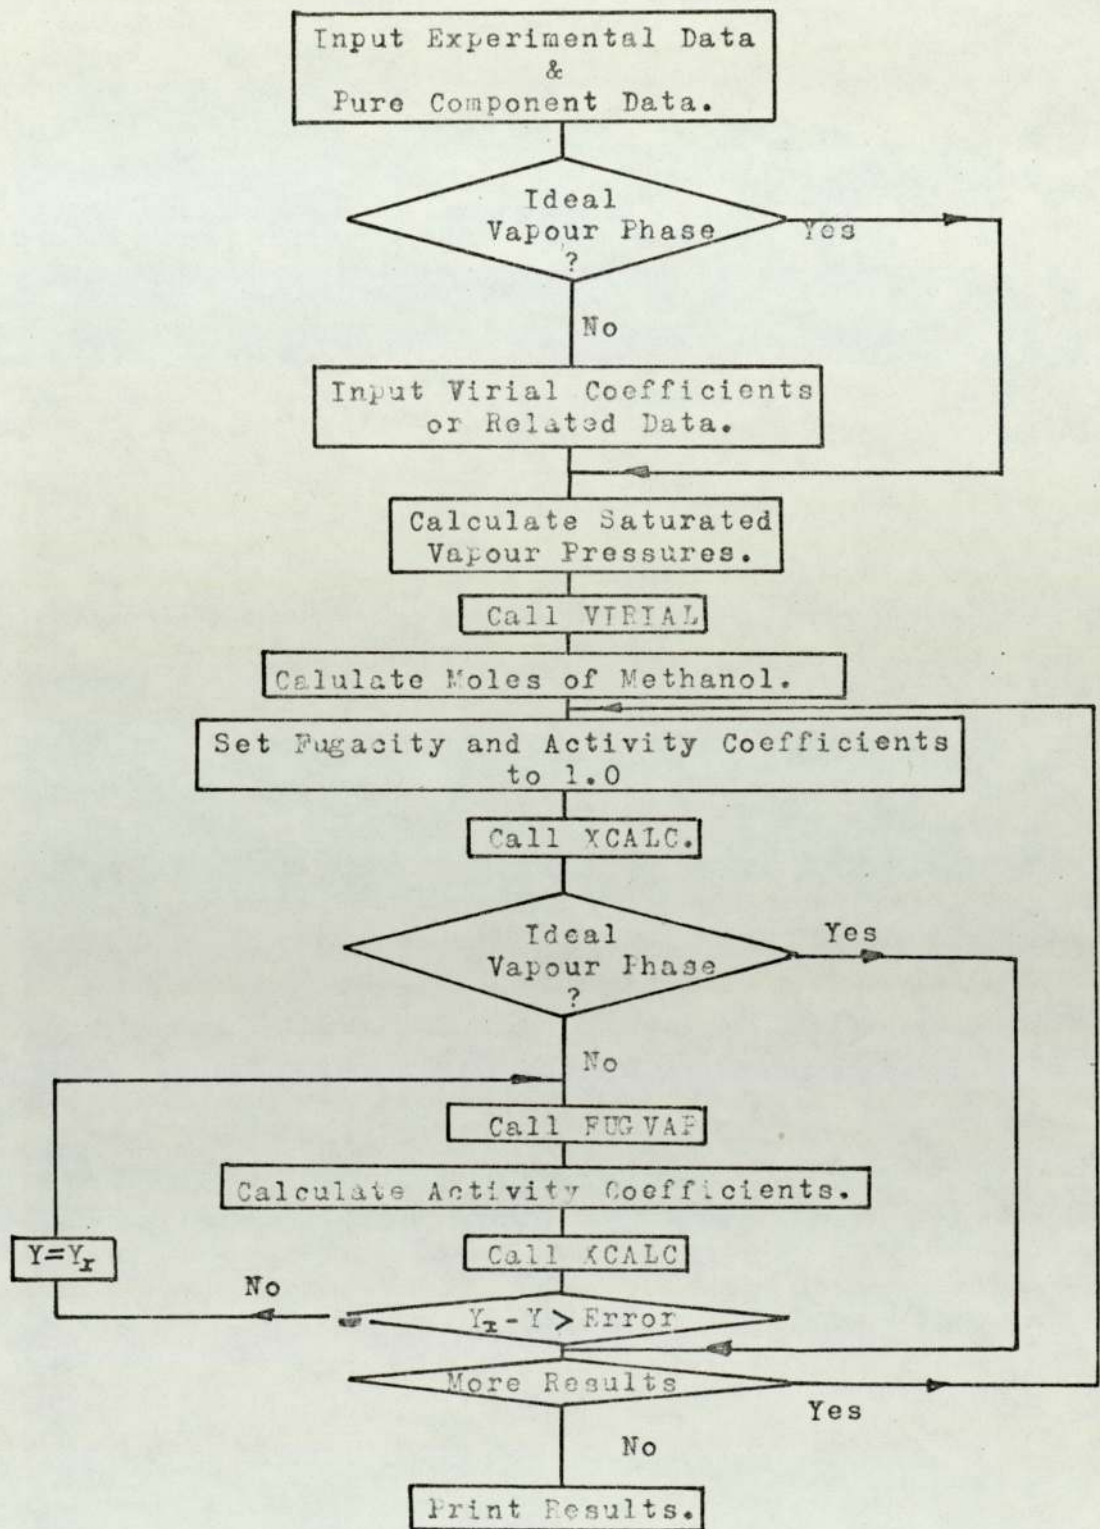 Input Experimental Data
&
Pure Component Data.
Ideal
Vapour Phase
?
Yes
No
Input Virial Coefficients
or Related Data.
Calculate Saturated
Vapour Pressures.
Call VIRIAL
Calulate Moles of Methanol.
Set Fugacity and Activity Coefficients
to 1.0
Call XCALC.
Ideal
Vapour Phase
?
Yes
No
Call FUGVAP
Calculate Activity Coefficients.
Call XCALC
Y=Yr
No
Yr - Y > Error
More Results
Yes
No
Print Results.